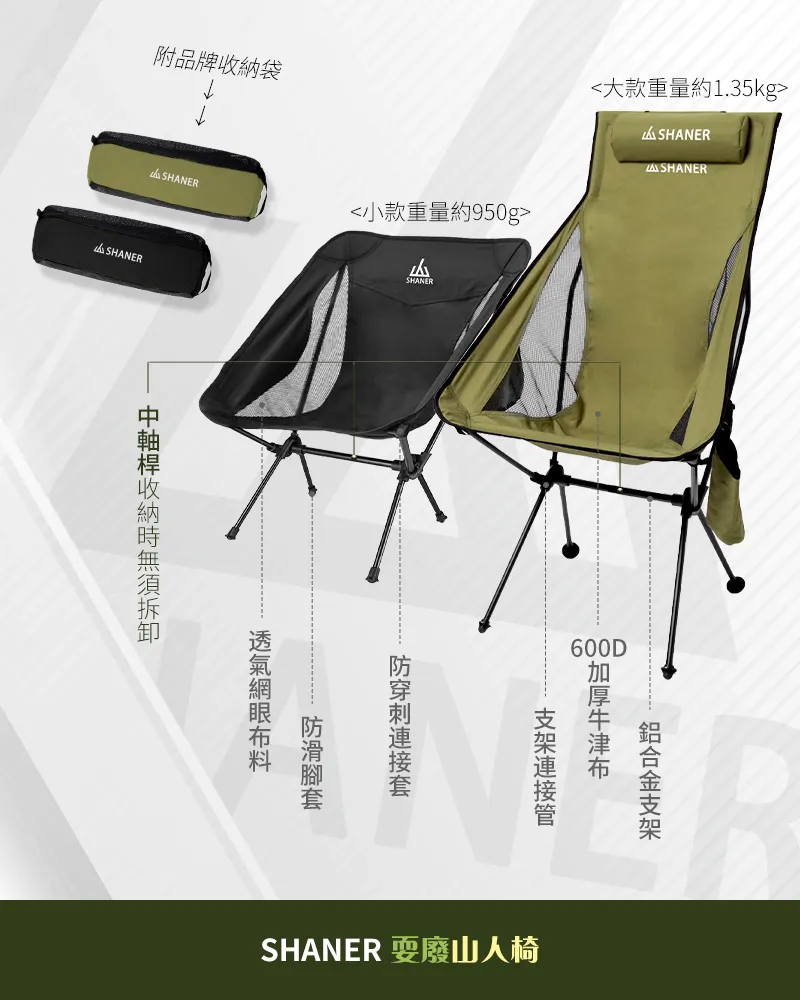 附品牌收納袋
↓
↓
<大款重量約1.35kg>
SHANER
SHANER
SHANER
SHANER
<小款重量約950g>
SHANER
中軸桿收納時無須拆卸
透氣網眼布料
防滑腳套
防穿刺連接套
支架連接管
600D加厚牛津布
鋁合金支架
SHANER
SHANER 耍廢山人椅